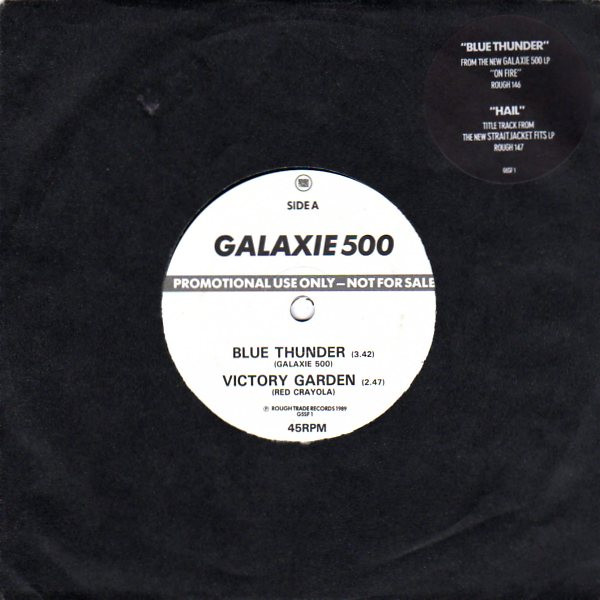 "BLUE THUNDER"
FROM THE NEW GALAXIE 500 LP
"ON FIRE"
ROUGH 146
"HAIL"
TITLE TRACK FROM
THE NEW STRAITJACKET FITS LP
ROUGH 147
GSSF 1
SIDE A
GALAXIE 500
PROMOTIONAL USE ONLY – NOT FOR SALE
BLUE THUNDER (3.42)
(GALAXIE 500)
VICTORY GARDEN (2.47)
(RED CRAYOLA)
℗ ROUGH TRADE RECORDS 1989
GSSF 1
45RPM